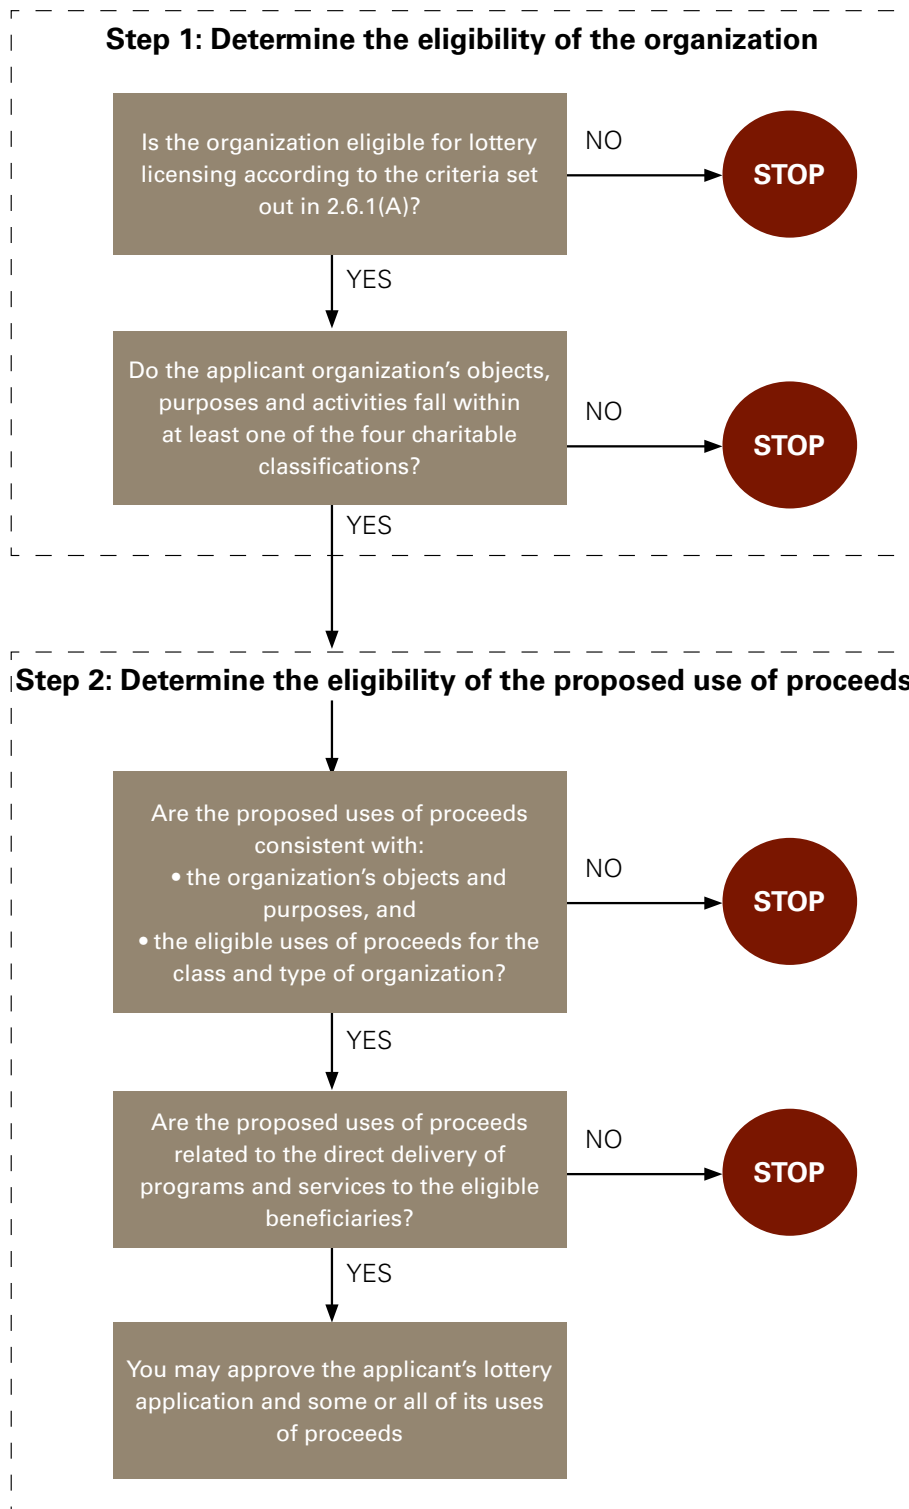 Step 1: Determine the eligibility of the organization
Is the organization eligible for lottery
licensing according to the criteria set
out in 2.6.1(A)?
NO
STOP
YES
Do the applicant organization’s objects,
purposes and activities fall within
at least one of the four charitable
classifications?
NO
STOP
YES
Step 2: Determine the eligibility of the proposed use of proceeds
Are the proposed uses of proceeds
consistent with:
• the organization’s objects and
purposes, and
• the eligible uses of proceeds for the
class and type of organization?
NO
STOP
YES
Are the proposed uses of proceeds
related to the direct delivery of
programs and services to the eligible
beneficiaries?
NO
STOP
YES
You may approve the applicant’s lottery
application and some or all of its uses
of proceeds